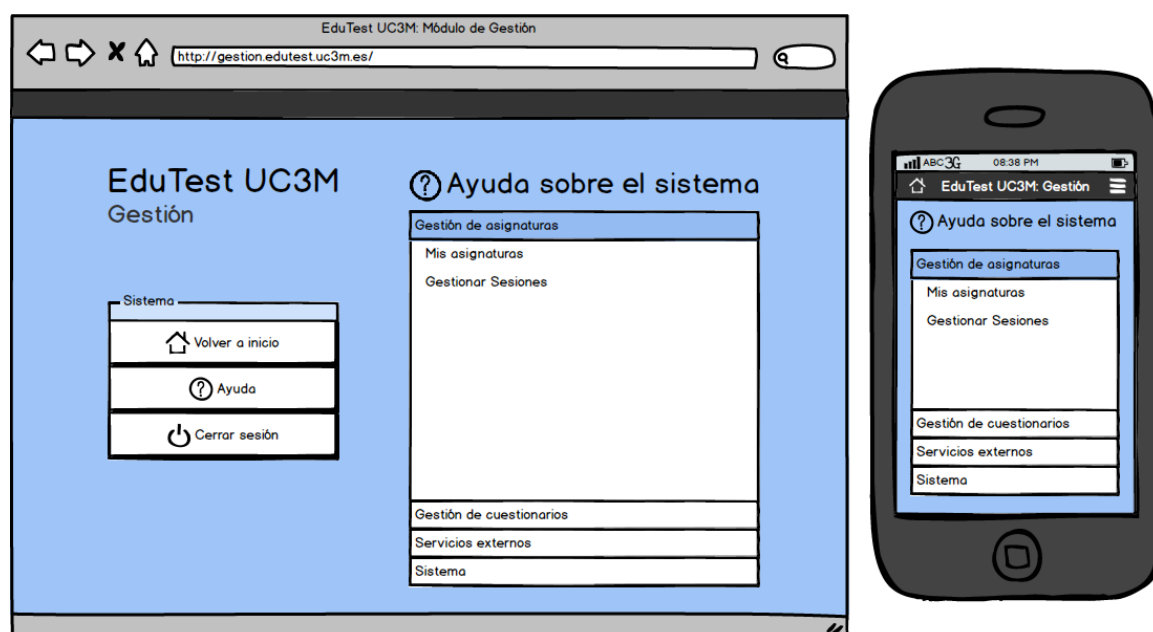 EduTest UC3M: Módulo de Gestión
http://gestion.edutest.uc3m.es/
EduTest UC3M
Gestión
Sistema
Volver a inicio
Ayuda
Cerrar sesión
? Ayuda sobre el sistema
Gestión de asignaturas
Mis asignaturas
Gestionar Sesiones
Gestión de cuestionarios
Servicios externos
Sistema
ABC 3G 08:38 PM
EduTest UC3M: Gestión
? Ayuda sobre el sistema
Gestión de asignaturas
Mis asignaturas
Gestionar Sesiones
Gestión de cuestionarios
Servicios externos
Sistema